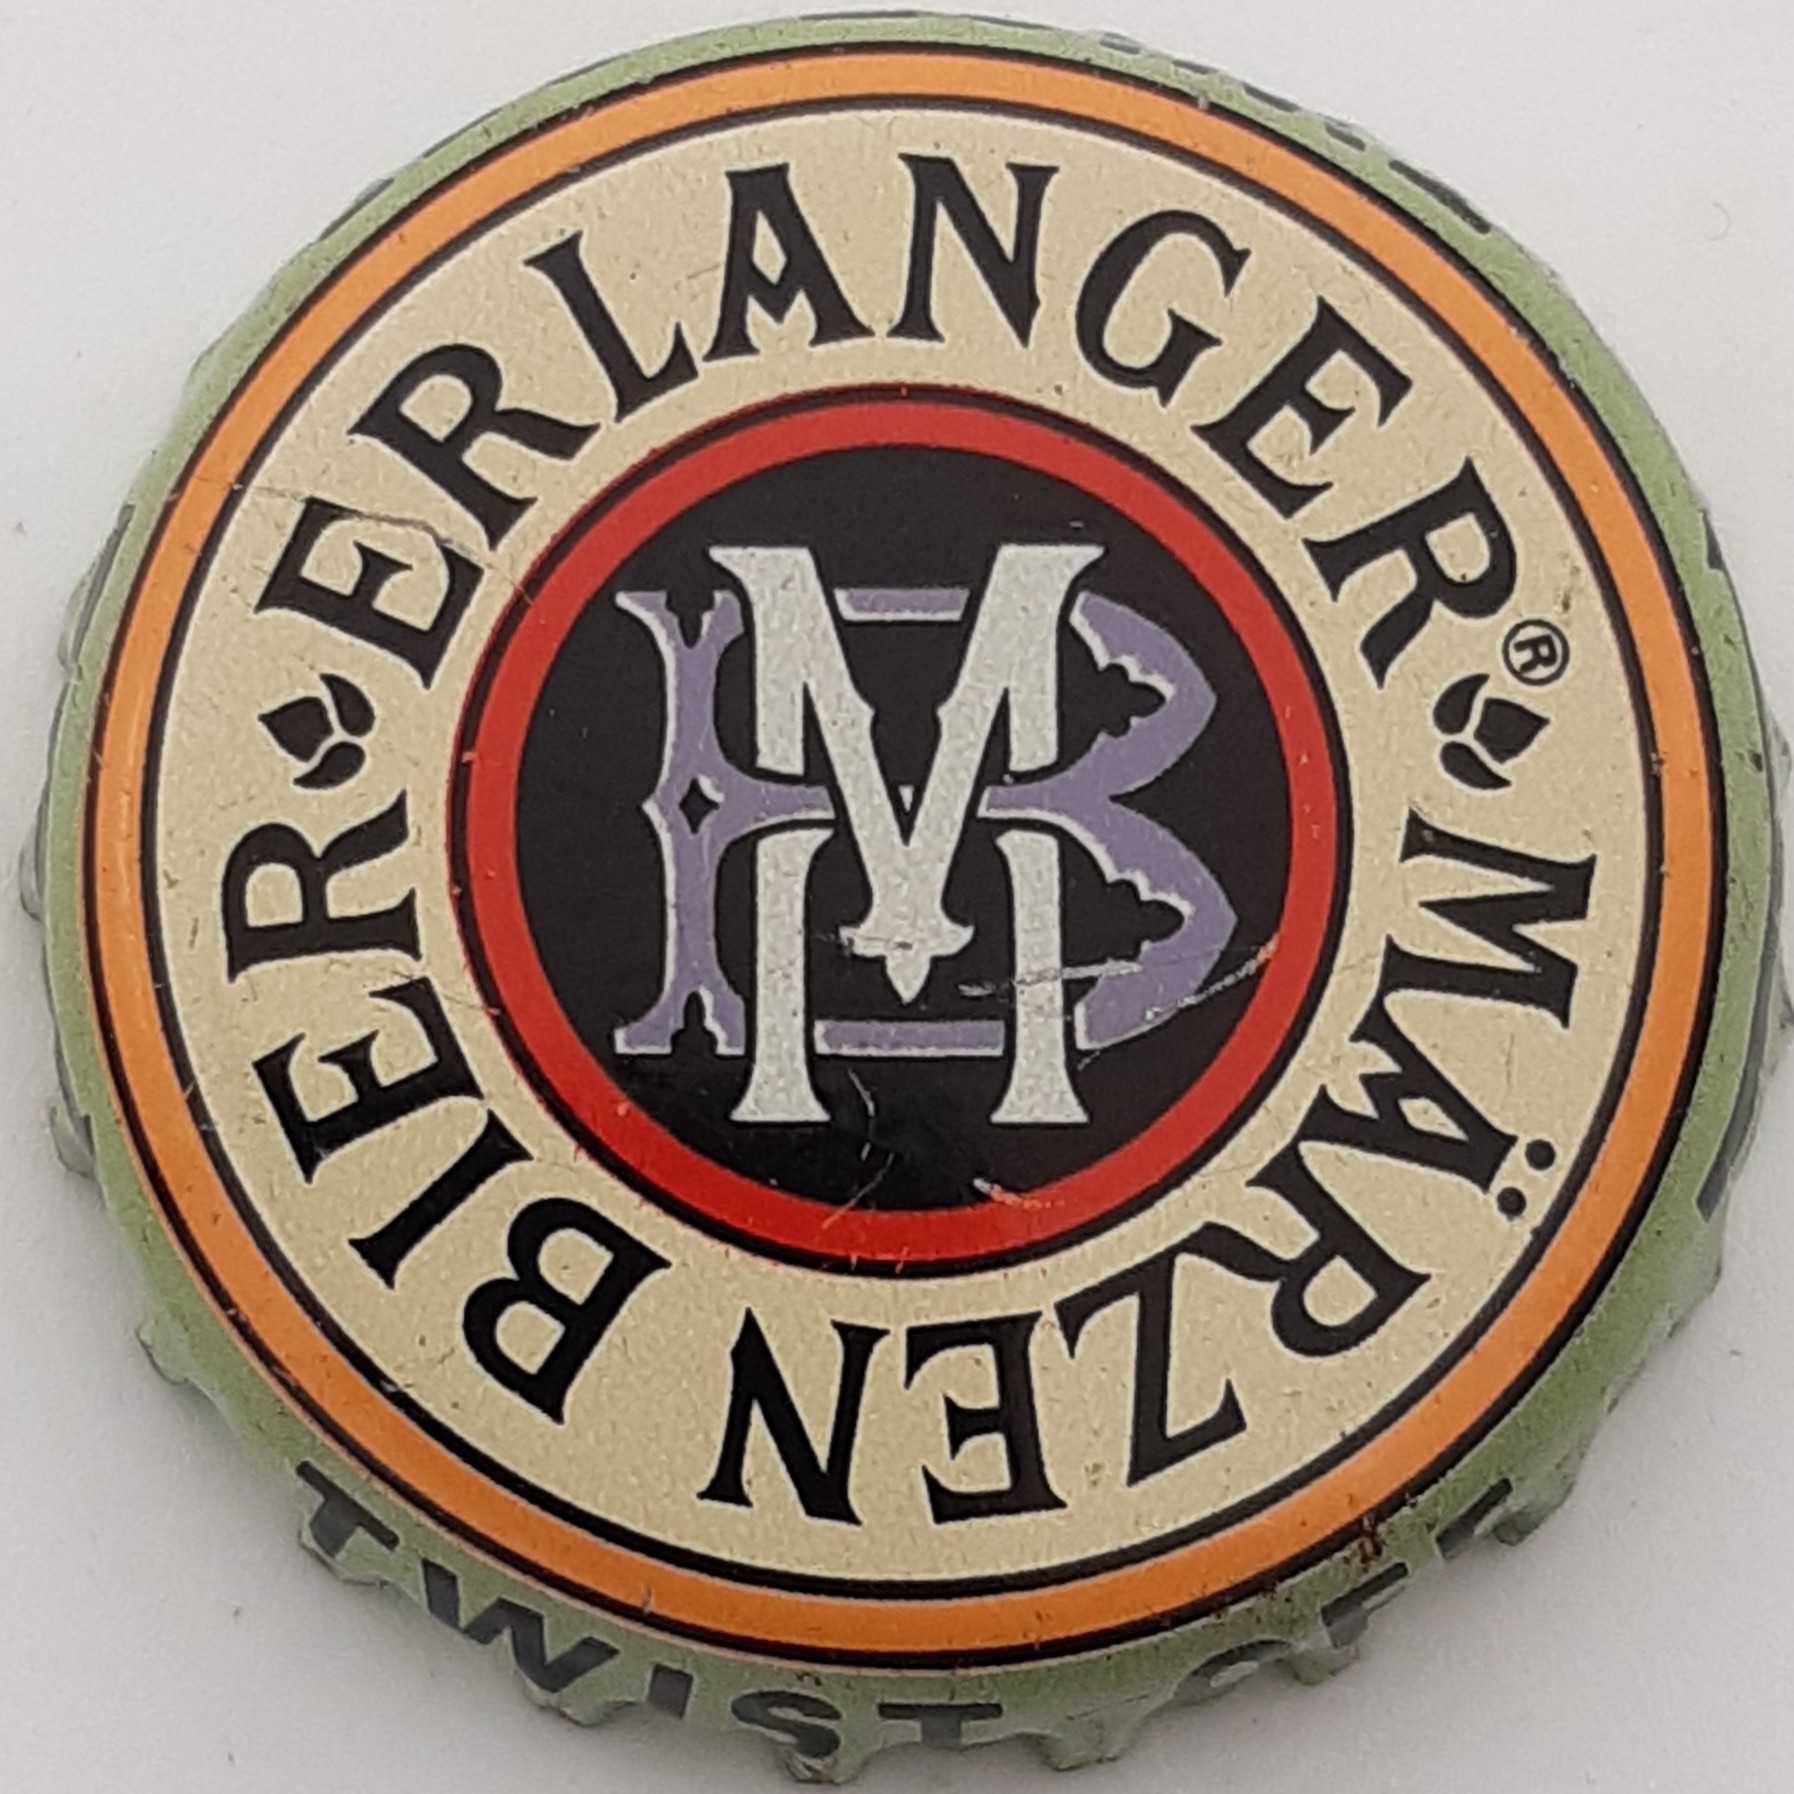 ERLANGER®
MÄRZEN BIER
MB
TWIST OFF